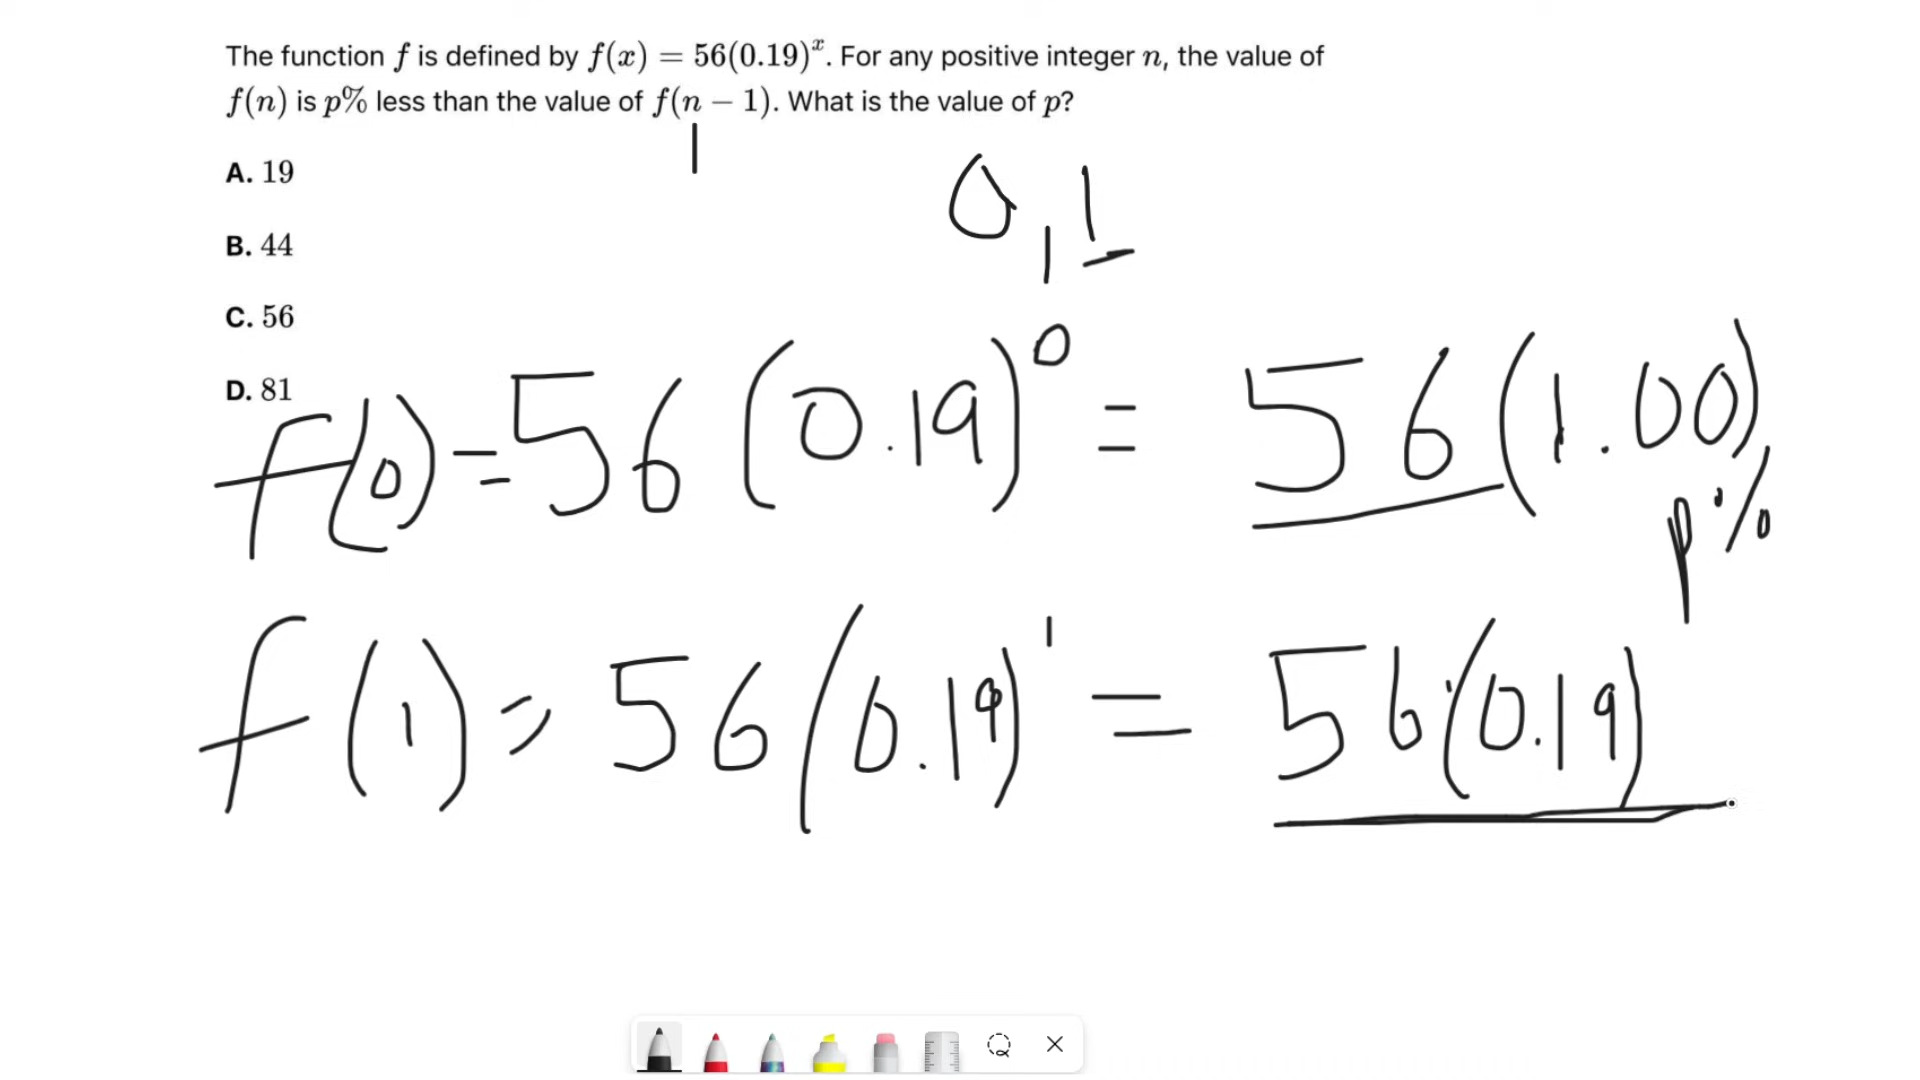 The function f is defined by f(x) = 56(0.19)^x. For any positive integer n, the value of
f(n) is p% less than the value of f(n − 1). What is the value of p?
1
A. 19
0, 1
B. 44
C. 56
D. 81
f(0) = 56(0.19)^0 = 56(1.00)
p%
f(1) = 56(0.19)^1 = 56(0.19)